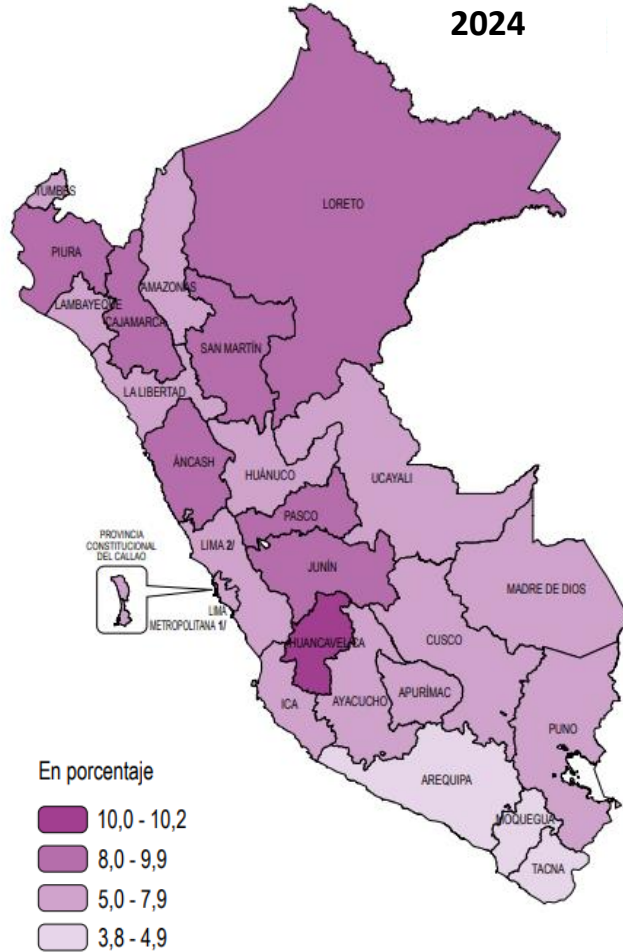 2024
TUMBES
LORETO
PIURA
AMAZONAS
LAMBAYEQUE
CAJAMARCA
SAN MARTÍN
LA LIBERTAD
ÁNCASH
HUÁNUCO
UCAYALI
PASCO
PROVINCIA
CONSTITUCIONAL
DEL CALLAO
LIMA 2/
JUNÍN
MADRE DE DIOS
LIMA
METROPOLITANA 1/
HUANCAVELICA
CUSCO
ICA
AYACUCHO
APURÍMAC
PUNO
AREQUIPA
MOQUEGUA
TACNA
En porcentaje
10,0 - 10,2
8,0 - 9,9
5,0 - 7,9
3,8 - 4,9